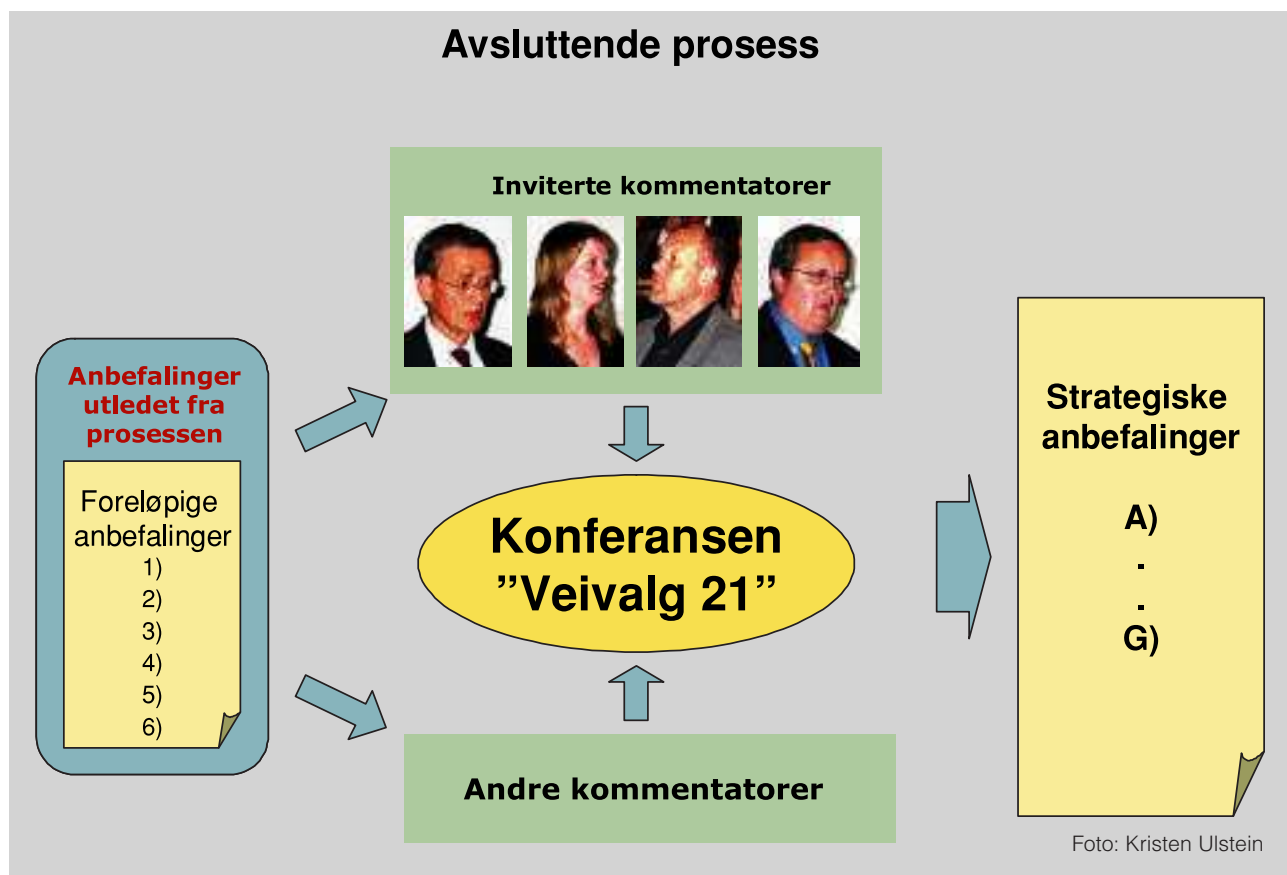 Avsluttende prosess
Inviterte kommentatorer
Anbefalinger
utledet fra
prosessen
Foreløpige
anbefalinger
1)
2)
3)
4)
5)
6)
Konferansen
”Veivalg 21”
Andre kommentatorer
Strategiske
anbefalinger
A)
.
.
G)
Foto: Kristen Ulstein